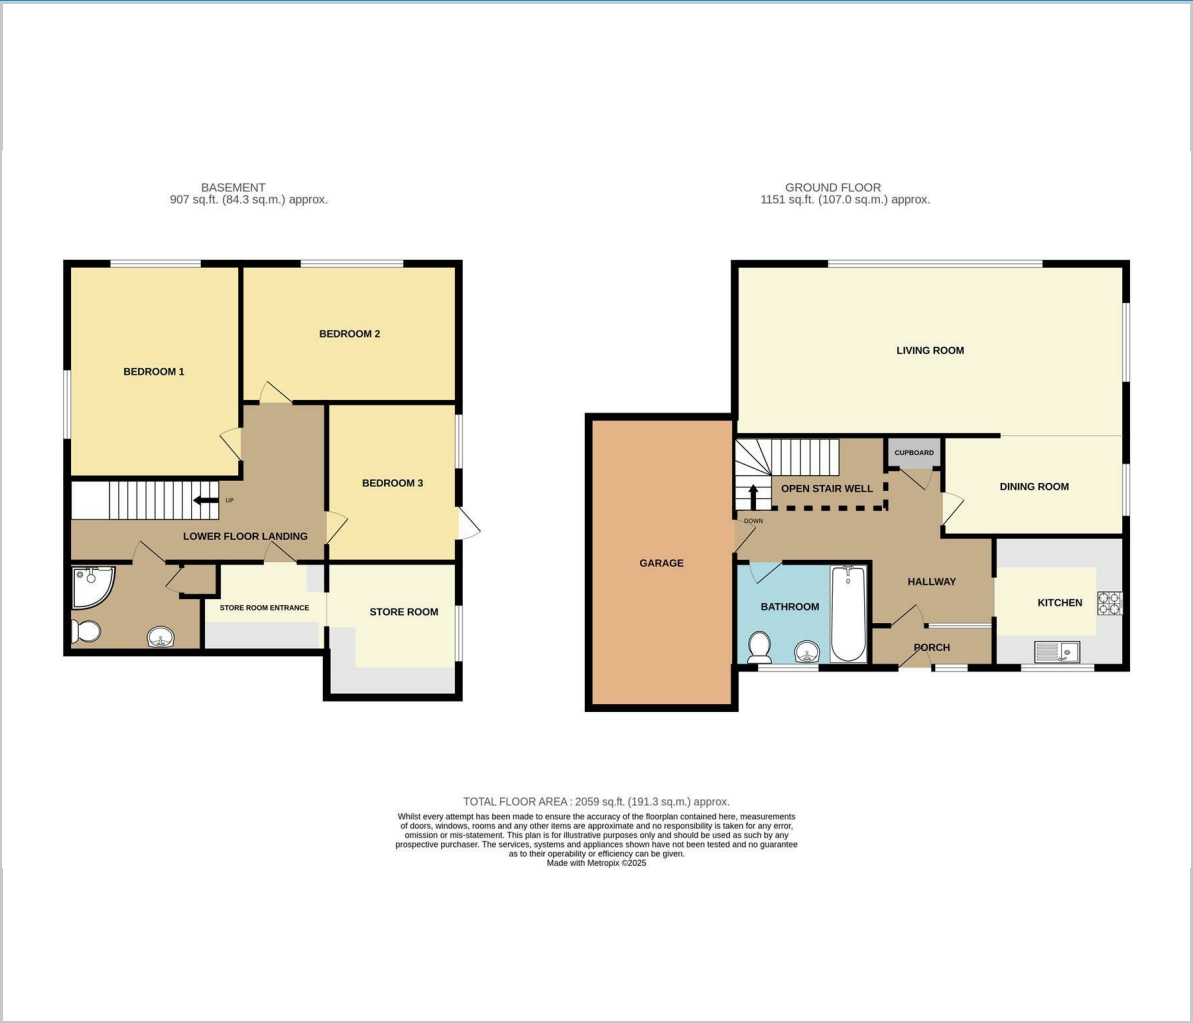 BASEMENT
907 sq.ft. (84.3 sq.m.) approx.
BEDROOM 1
BEDROOM 2
BEDROOM 3
UP
LOWER FLOOR LANDING
STORE ROOM ENTRANCE
STORE ROOM
GROUND FLOOR
1151 sq.ft. (107.0 sq.m.) approx.
LIVING ROOM
CUPBOARD
OPEN STAIR WELL
DINING ROOM
DOWN
GARAGE
HALLWAY
BATHROOM
KITCHEN
PORCH
TOTAL FLOOR AREA : 2059 sq.ft. (191.3 sq.m.) approx.
Whilst every attempt has been made to ensure the accuracy of the floorplan contained here, measurements
of doors, windows, rooms and any other items are approximate and no responsibility is taken for any error,
omission or mis-statement. This plan is for illustrative purposes only and should be used as such by any
prospective purchaser. The services, systems and appliances shown have not been tested and no guarantee
as to their operability or efficiency can be given.
Made with Metropix ©2025